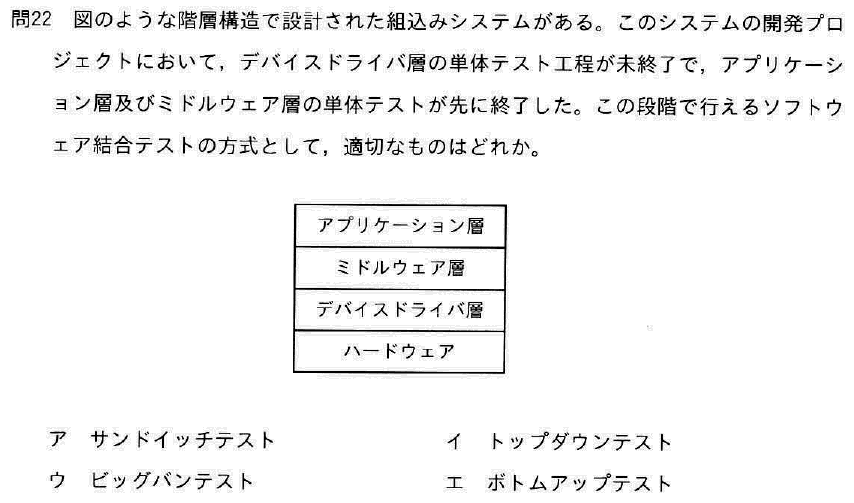 問22 図のような階層構造で設計された組込みシステムがある。このシステムの開発プロ
ジェクトにおいて，デバイスドライバ層の単体テスト工程が未終了で，アプリケーシ
ョン層及びミドルウェア層の単体テストが先に終了した。この段階で行えるソフトウ
ェア結合テストの方式として，適切なものはどれか。
アプリケーション層
ミドルウェア層
デバイスドライバ層
ハードウェア
ア サンドイッチテスト イ トップダウンテスト
ウ ビッグバンテスト エ ボトムアップテスト